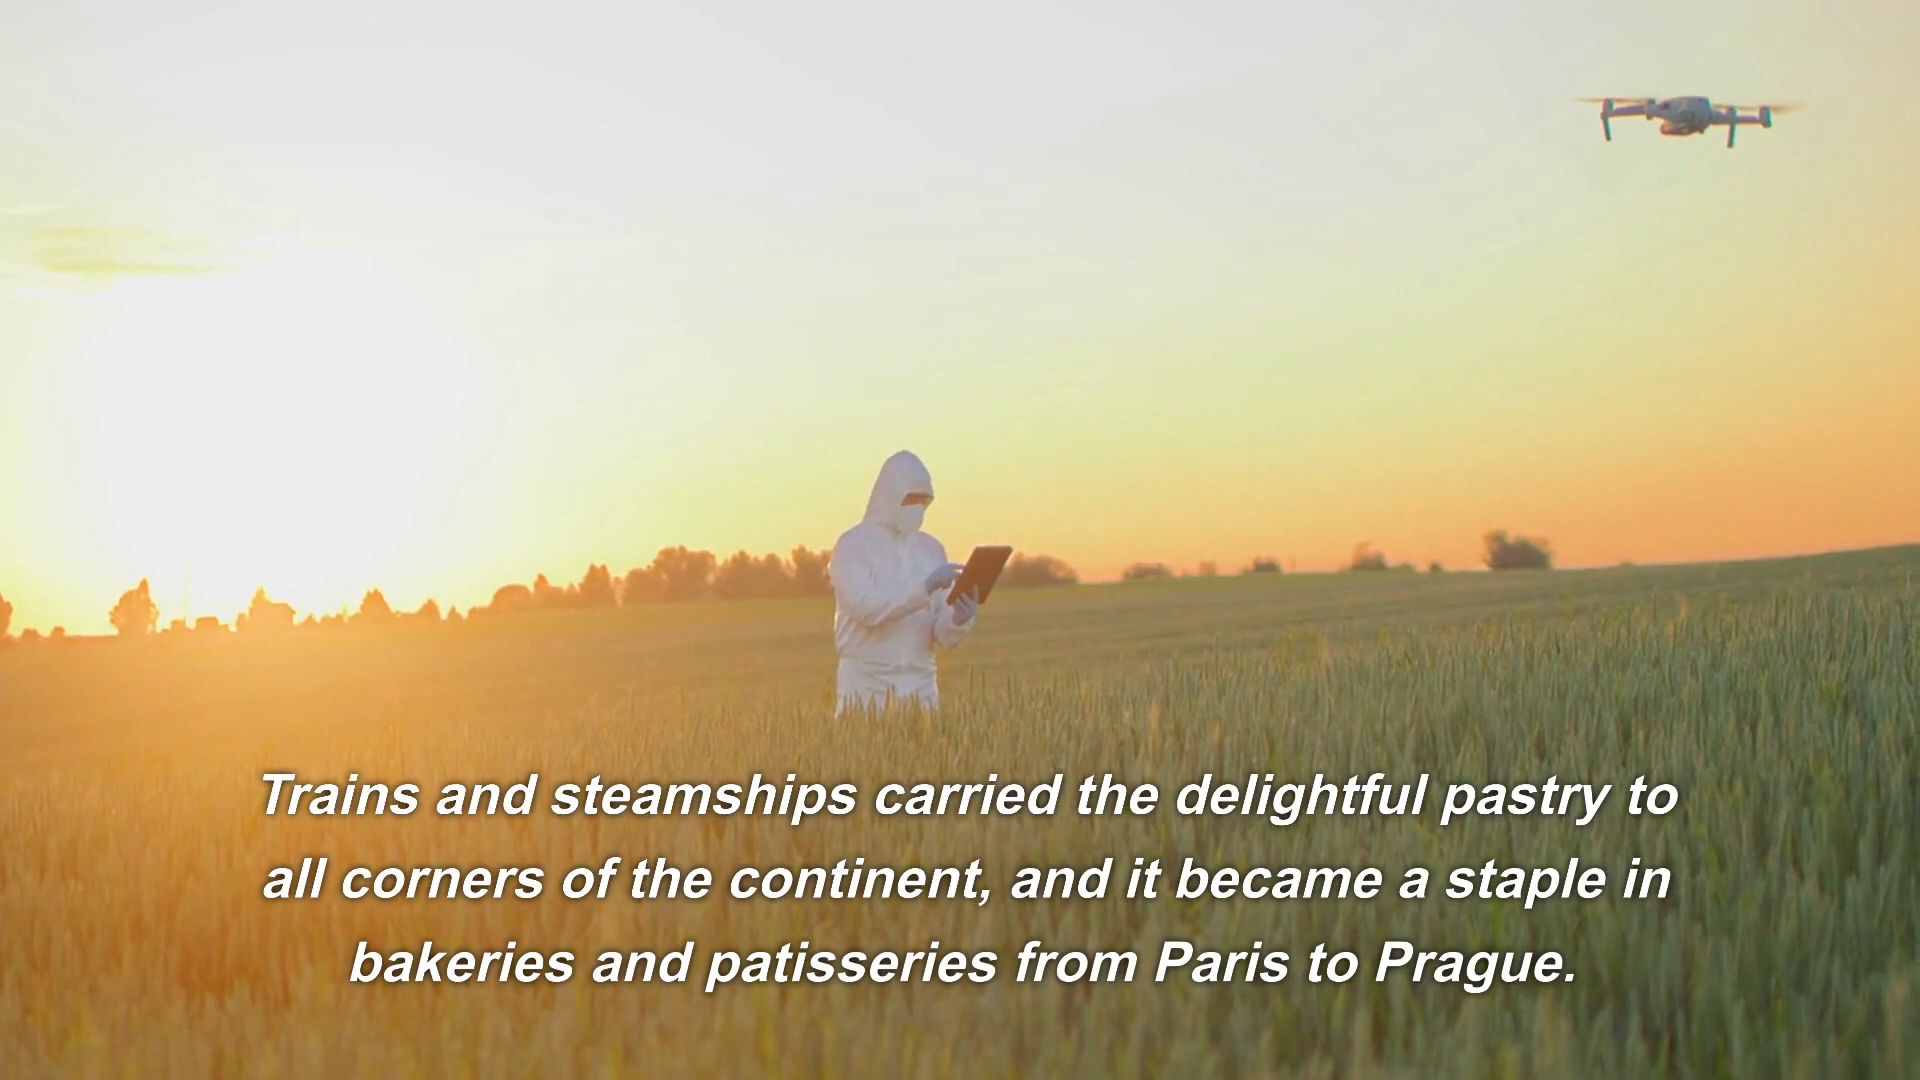 Trains and steamships carried the delightful pastry to
all corners of the continent, and it became a staple in
bakeries and patisseries from Paris to Prague.